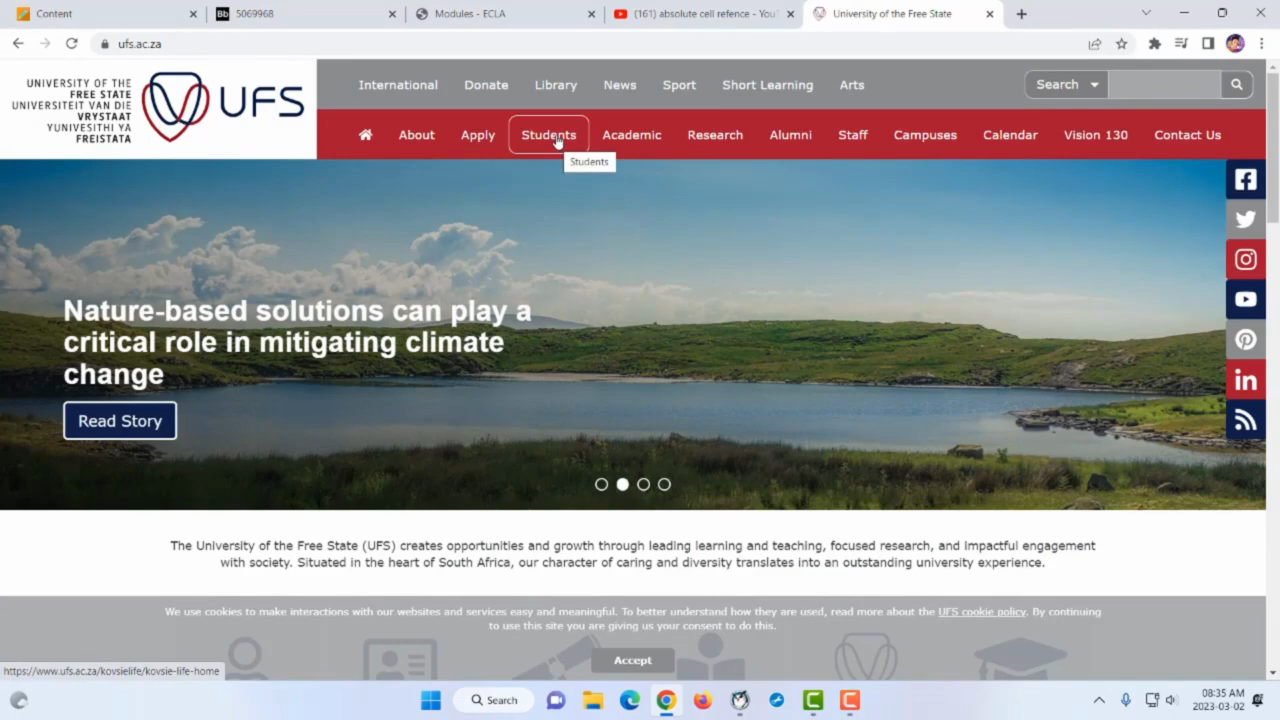 Content
Bb 5069968
Modules - ECLA
(161) absolute cell refence - You
University of the Free State
ufs.ac.za
UNIVERSITY OF THE
FREE STATE
UNIVERSITEIT VAN DIE
VRYSTAAT
YUNIVESITHI YA
FREISTATA
UFS
International Donate Library News Sport Short Learning Arts
Search
About Apply Students Academic Research Alumni Staff Campuses Calendar Vision 130 Contact Us
Students
Nature-based solutions can play a
critical role in mitigating climate
change
Read Story
The University of the Free State (UFS) creates opportunities and growth through leading learning and teaching, focused research, and impactful engagement
with society. Situated in the heart of South Africa, our character of caring and diversity translates into an outstanding university experience.
We use cookies to make interactions with our websites and services easy and meaningful. To better understand how they are used, read more about the UFS cookie policy. By continuing
to use this site you are giving us your consent to do this.
Accept
https://www.ufs.ac.za/kovsielife/kovsie-life-home
Search
08:35 AM
2023-03-02